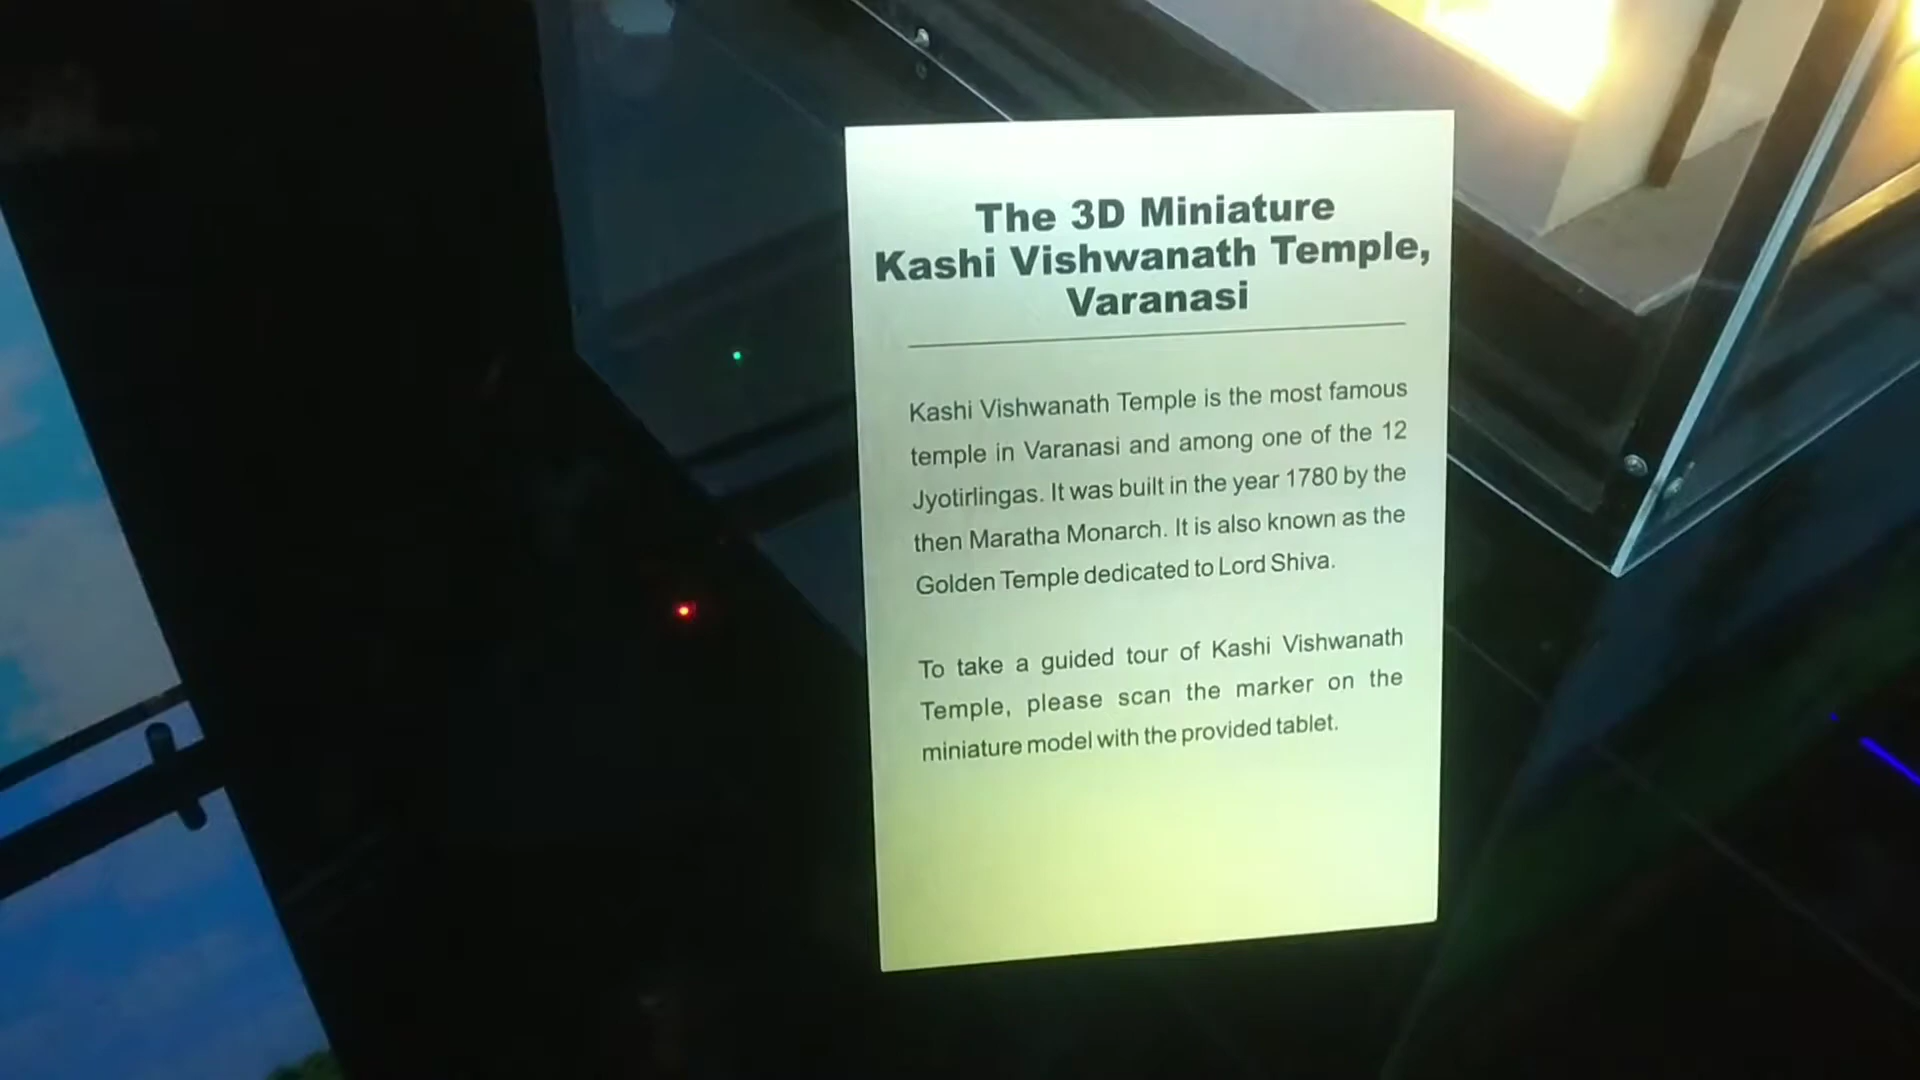 The 3D Miniature
Kashi Vishwanath Temple,
Varanasi
Kashi Vishwanath Temple is the most famous
temple in Varanasi and among one of the 12
Jyotirlingas. It was built in the year 1780 by the
then Maratha Monarch. It is also known as the
Golden Temple dedicated to Lord Shiva.
To take a guided tour of Kashi Vishwanath
Temple, please scan the marker on the
miniature model with the provided tablet.